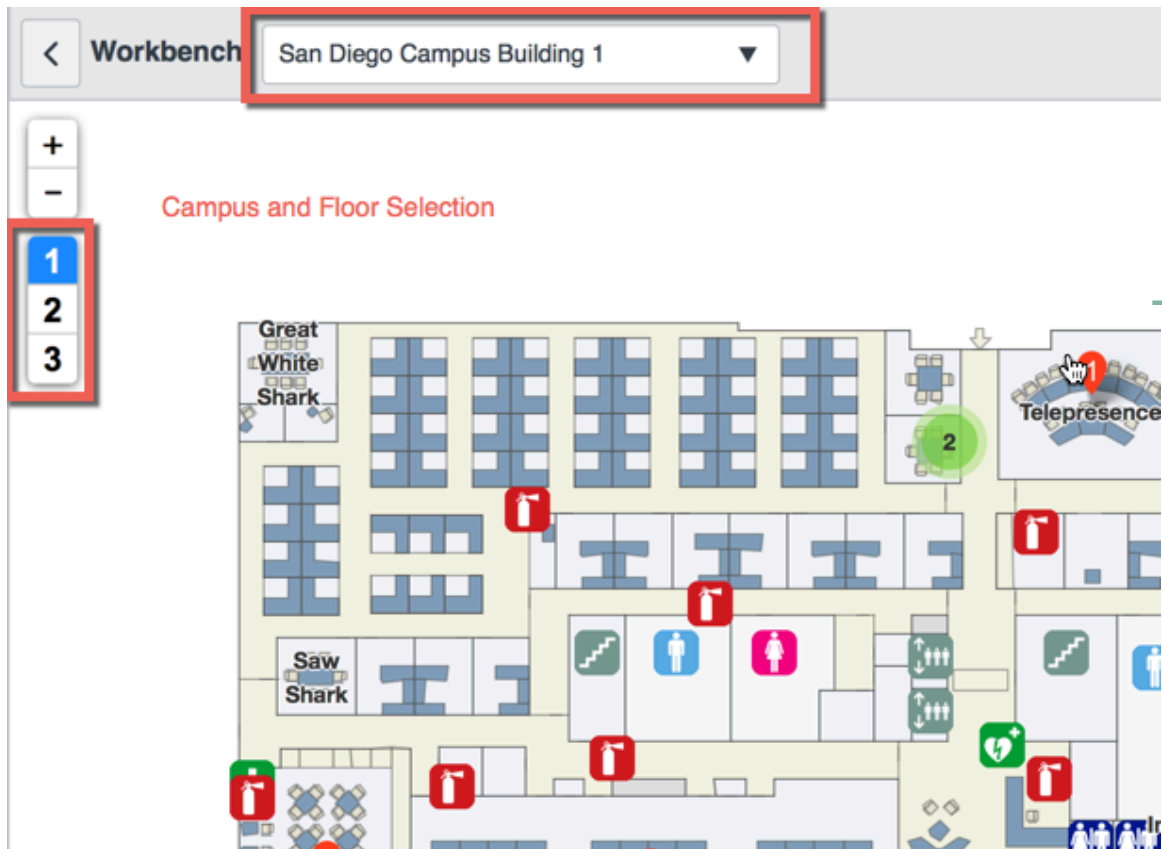 Workbench
San Diego Campus Building 1
+
−
Campus and Floor Selection
1
2
3
Great
White
Shark
1
Telepresence
2
Saw
Shark